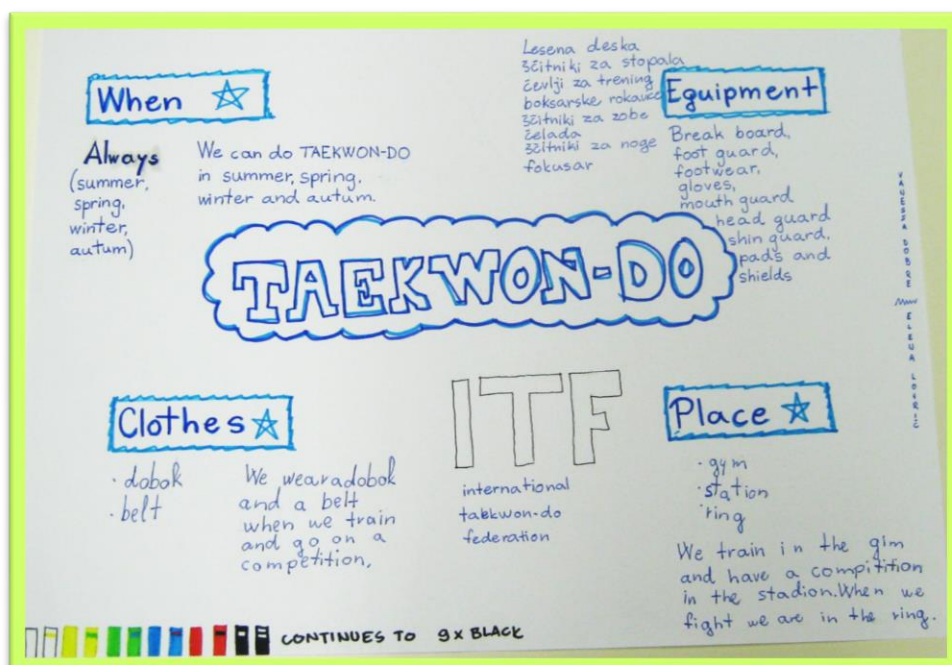 When
Always
(summer,
spring,
winter,
autum)
We can do TAEKWON-DO
in summer, spring,
winter and autum.
Lesena deska
ščitniki za stopala
čevlji za trening
boksarske rokavice
ščitniki za zobe
čelada
ščitniki za noge
fokusar
Eguipment
Break board,
foot guard,
footwear,
gloves,
mouth guard
head guard
shin guard,
pads and
shields
TAEKWON-DO
Clothes
· dobok
· belt
We wear a dobok
and a belt
when we train
and go on a
competition.
ITF
international
taekwon-do
federation
Place
· gym
· station
· ring
We train in the gim
and have a compitition
in the stadion. When we
fight we are in the ring.
VANESSA DOBRE
CONTINUES TO 9x BLACK